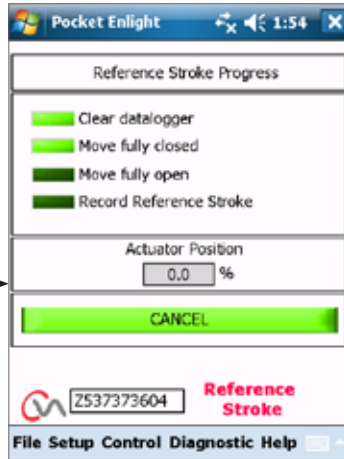 Pocket Enlight 1:54
Reference Stroke Progress
Clear datalogger
Move fully closed
Move fully open
Record Reference Stroke
Actuator Position
0.0 %
CANCEL
Z537373604
Reference
Stroke
File Setup Control Diagnostic Help